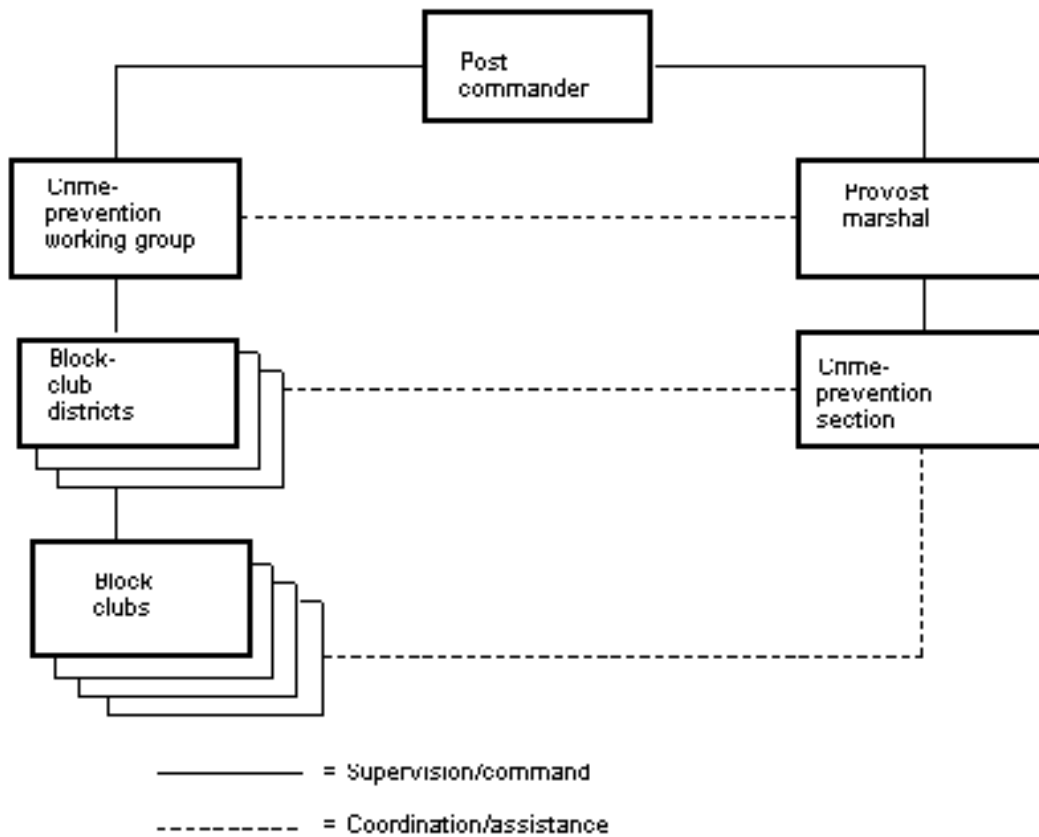 Post
commander
Crime-
prevention
working group
Provost
marshal
Block-
club
districts
Crime-
prevention
section
Block
clubs
= Supervision/command
= Coordination/assistance